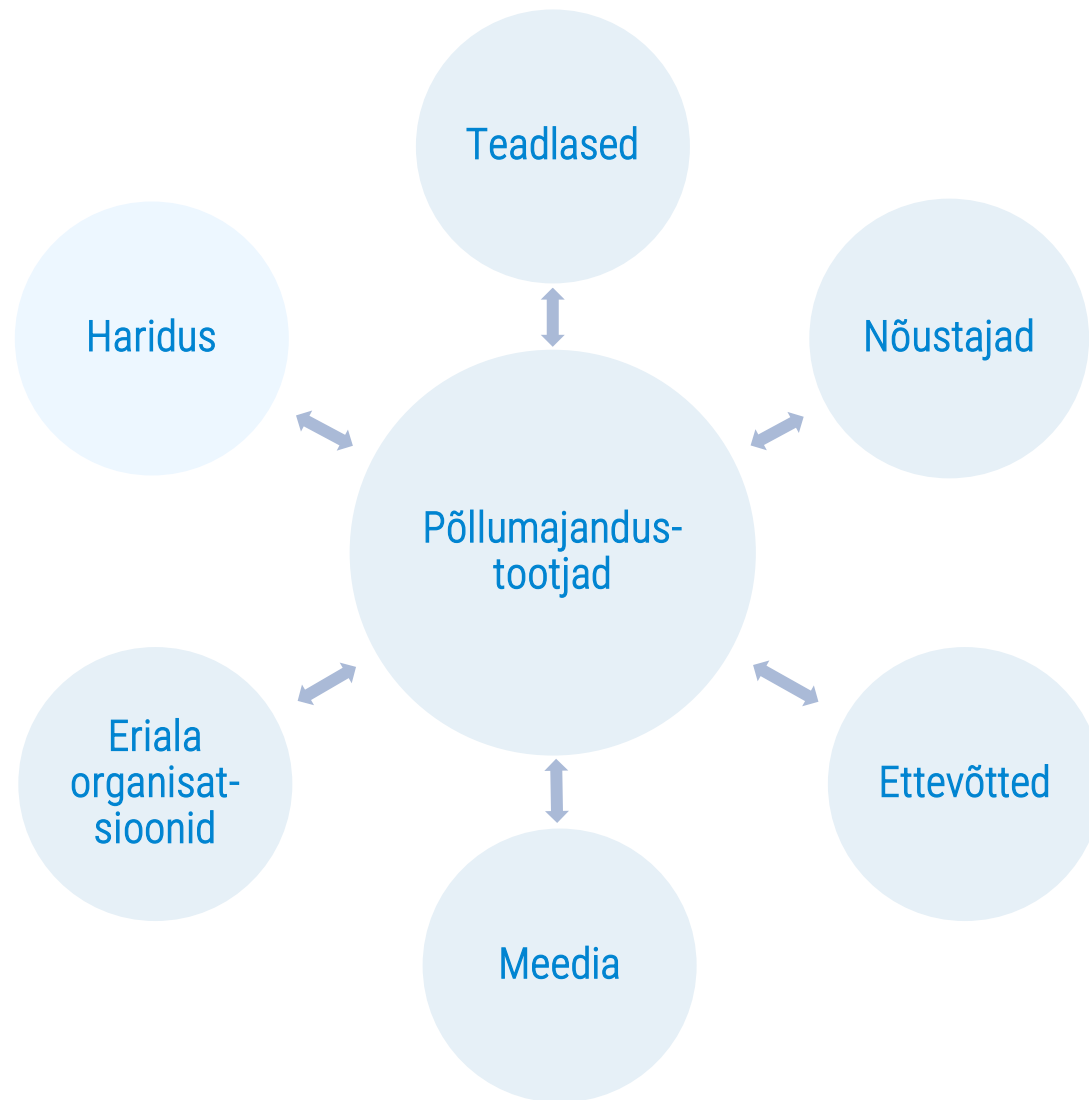 Teadlased
Haridus
Nõustajad
Põllumajandus-
tootjad
Eriala
organisat-
sioonid
Ettevõtted
Meedia